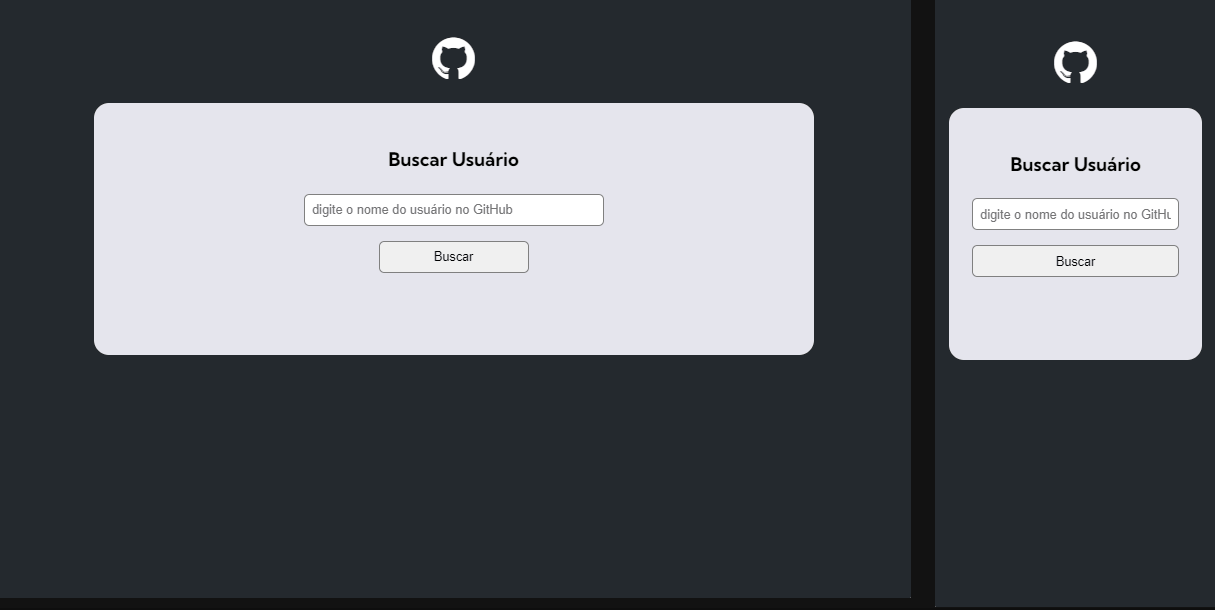 Buscar Usuário
digite o nome do usuário no GitHub
Buscar
Buscar Usuário
digite o nome do usuário no GitHu
Buscar